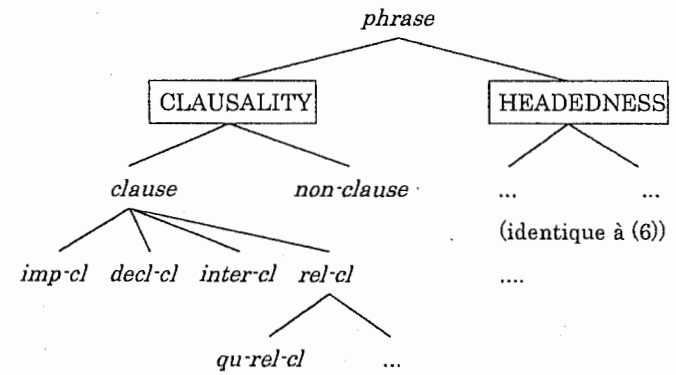 phrase
CLAUSALITY HEADEDNESS
clause non-clause ... ...
(identique à (6))
imp-cl decl-cl inter-cl rel-cl ....
qu-rel-cl ...